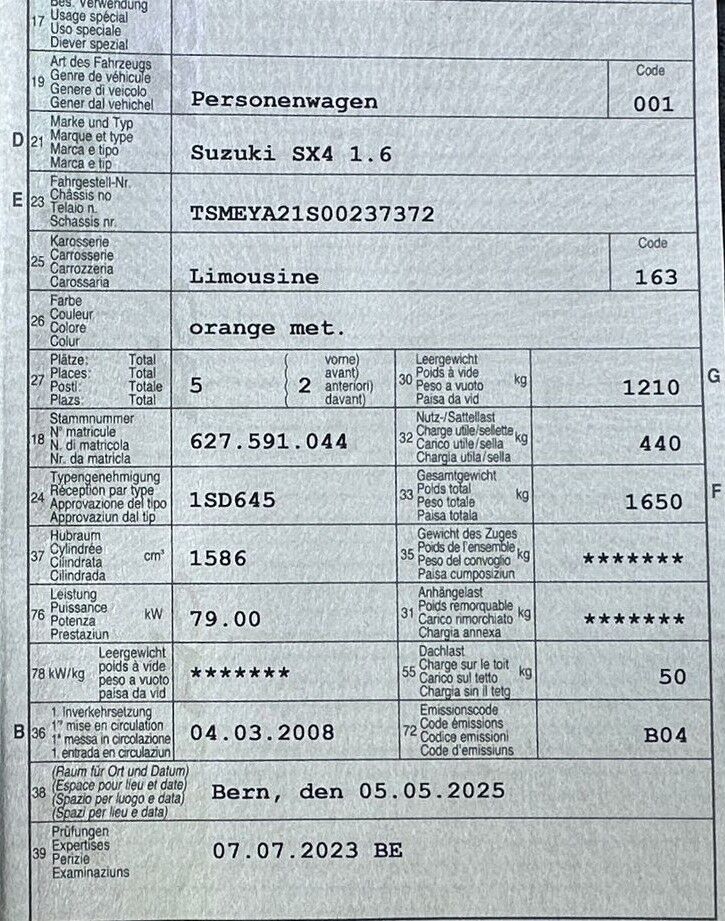 Bes. Verwendung
17 Usage spécial
Uso speciale
Diever spezial
Art des Fahrzeugs
19 Genre de véhicule
Genere di veicolo
Gener dal vehichel
Personenwagen
Code
001
D 21 Marke und Typ
Marque et type
Marca e tipo
Marca e tip
Suzuki SX4 1.6
E 23 Fahrgestell-Nr.
Châssis no
Telaio n.
Schassis nr.
TSMEYA21S00237372
25 Karosserie
Carrosserie
Carrozzeria
Carossaria
Limousine
Code
163
26 Farbe
Couleur
Colore
Colur
orange met.
27 Plätze: Total
Places: Total
Posti: Totale
Plazs: Total
5
( 2 vorne)
avant)
anteriori)
davant)
30 Leergewicht
Poids à vide
Peso a vuoto
Paisa da vid
kg
1210
G
18 Stammnummer
N° matricule
N. di matricola
Nr. da matricla
627.591.044
32 Nutz-/Sattellast
Charge utile/sellette
Carico utile/sella
Chargia utila/sella
kg
440
24 Typengenehmigung
Réception par type
Approvazione del tipo
Approvaziun dal tip
1SD645
33 Gesamtgewicht
Poids total
Peso totale
Paisa totala
kg
1650
F
37 Hubraum
Cylindrée
Cilindrata
Cilindrada
cm³
1586
35 Gewicht des Zuges
Poids de l'ensemble
Peso del convoglio
Paisa cumposiziun
kg
*******
76 Leistung
Puissance
Potenza
Prestaziun
kW
79.00
31 Anhängelast
Poids remorquable
Carico rimorchiato
Chargia annexa
kg
*******
78 kW/kg
Leergewicht
poids à vide
peso a vuoto
paisa da vid
*******
55 Dachlast
Charge sur le toit
Carico sul tetto
Chargia sin il tetg
kg
50
B 36 1. Inverkehrsetzung
1re mise en circulation
1a messa in circolazione
1. entrada en circulaziun
04.03.2008
72 Emissionscode
Code émissions
Codice emissioni
Code d'emissiuns
B04
38 (Raum für Ort und Datum)
(Espace pour lieu et date)
(Spazio per luogo e data)
(Spazi per lieu e data)
Bern, den 05.05.2025
39 Prüfungen
Expertises
Perizie
Examinaziuns
07.07.2023 BE